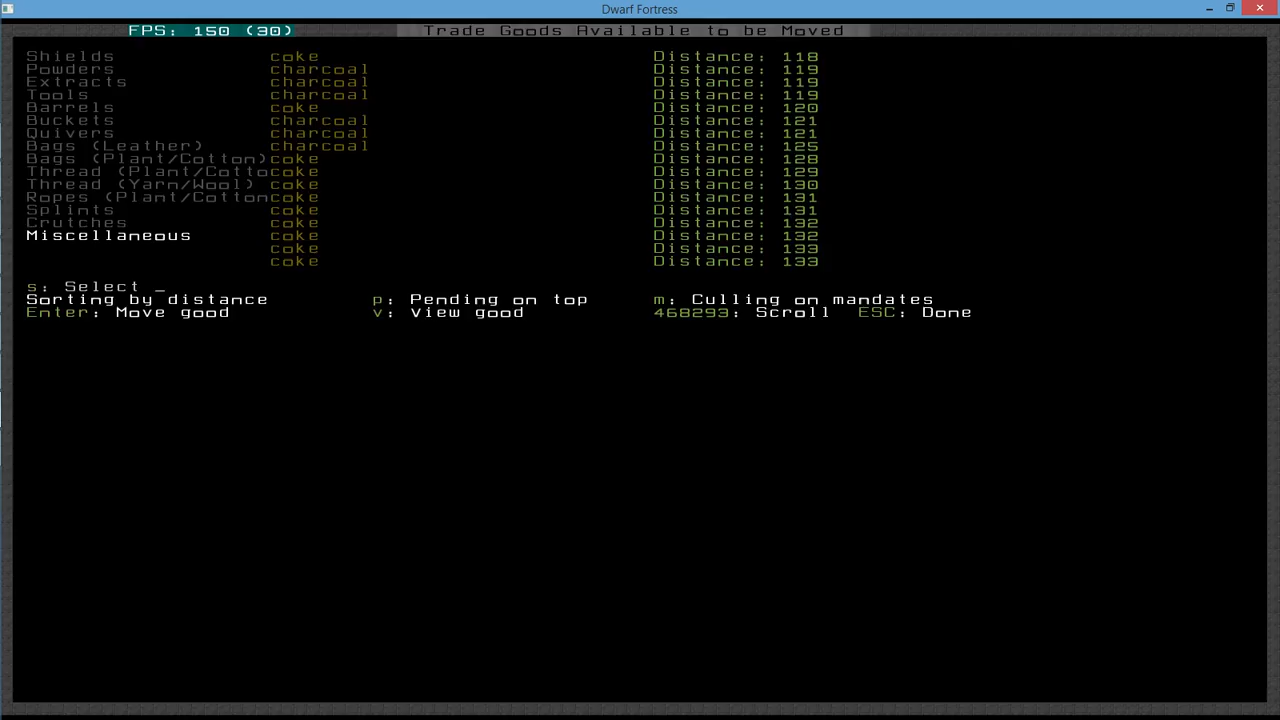 Dwarf Fortress
FPS: 150 (30) Trade Goods Available to be Moved
Shields coke Distance: 118
Powders charcoal Distance: 119
Extracts charcoal Distance: 119
Tools charcoal Distance: 119
Barrels coke Distance: 120
Buckets charcoal Distance: 121
Quivers charcoal Distance: 121
Bags (Leather) charcoal Distance: 125
Bags (Plant/Cotton)coke Distance: 128
Thread (Plant/Cottocoke Distance: 129
Thread (Yarn/Wool) coke Distance: 130
Ropes (Plant/Cottoncoke Distance: 131
Splints coke Distance: 131
Crutches coke Distance: 132
Miscellaneous coke Distance: 132
coke Distance: 133
coke Distance: 133
s: Select _
Sorting by distance p: Pending on top m: Culling on mandates
Enter: Move good v: View good 468293: Scroll ESC: Done